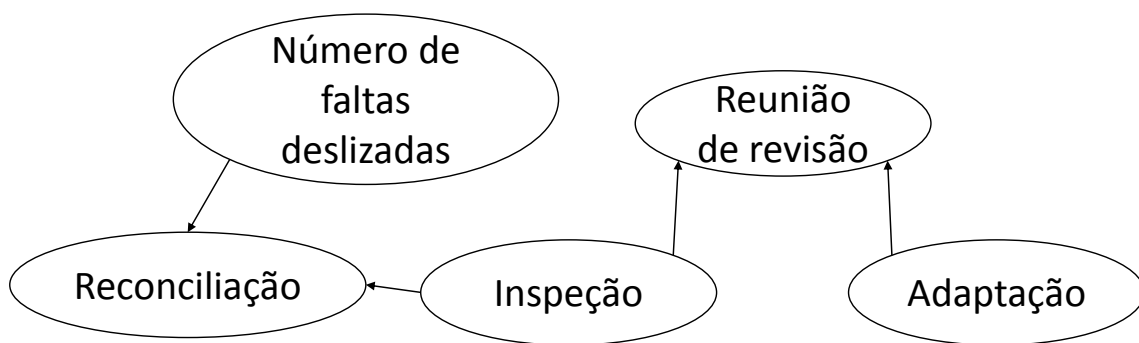 Número de
faltas
deslizadas
Reunião
de revisão
Reconciliação
Inspeção
Adaptação